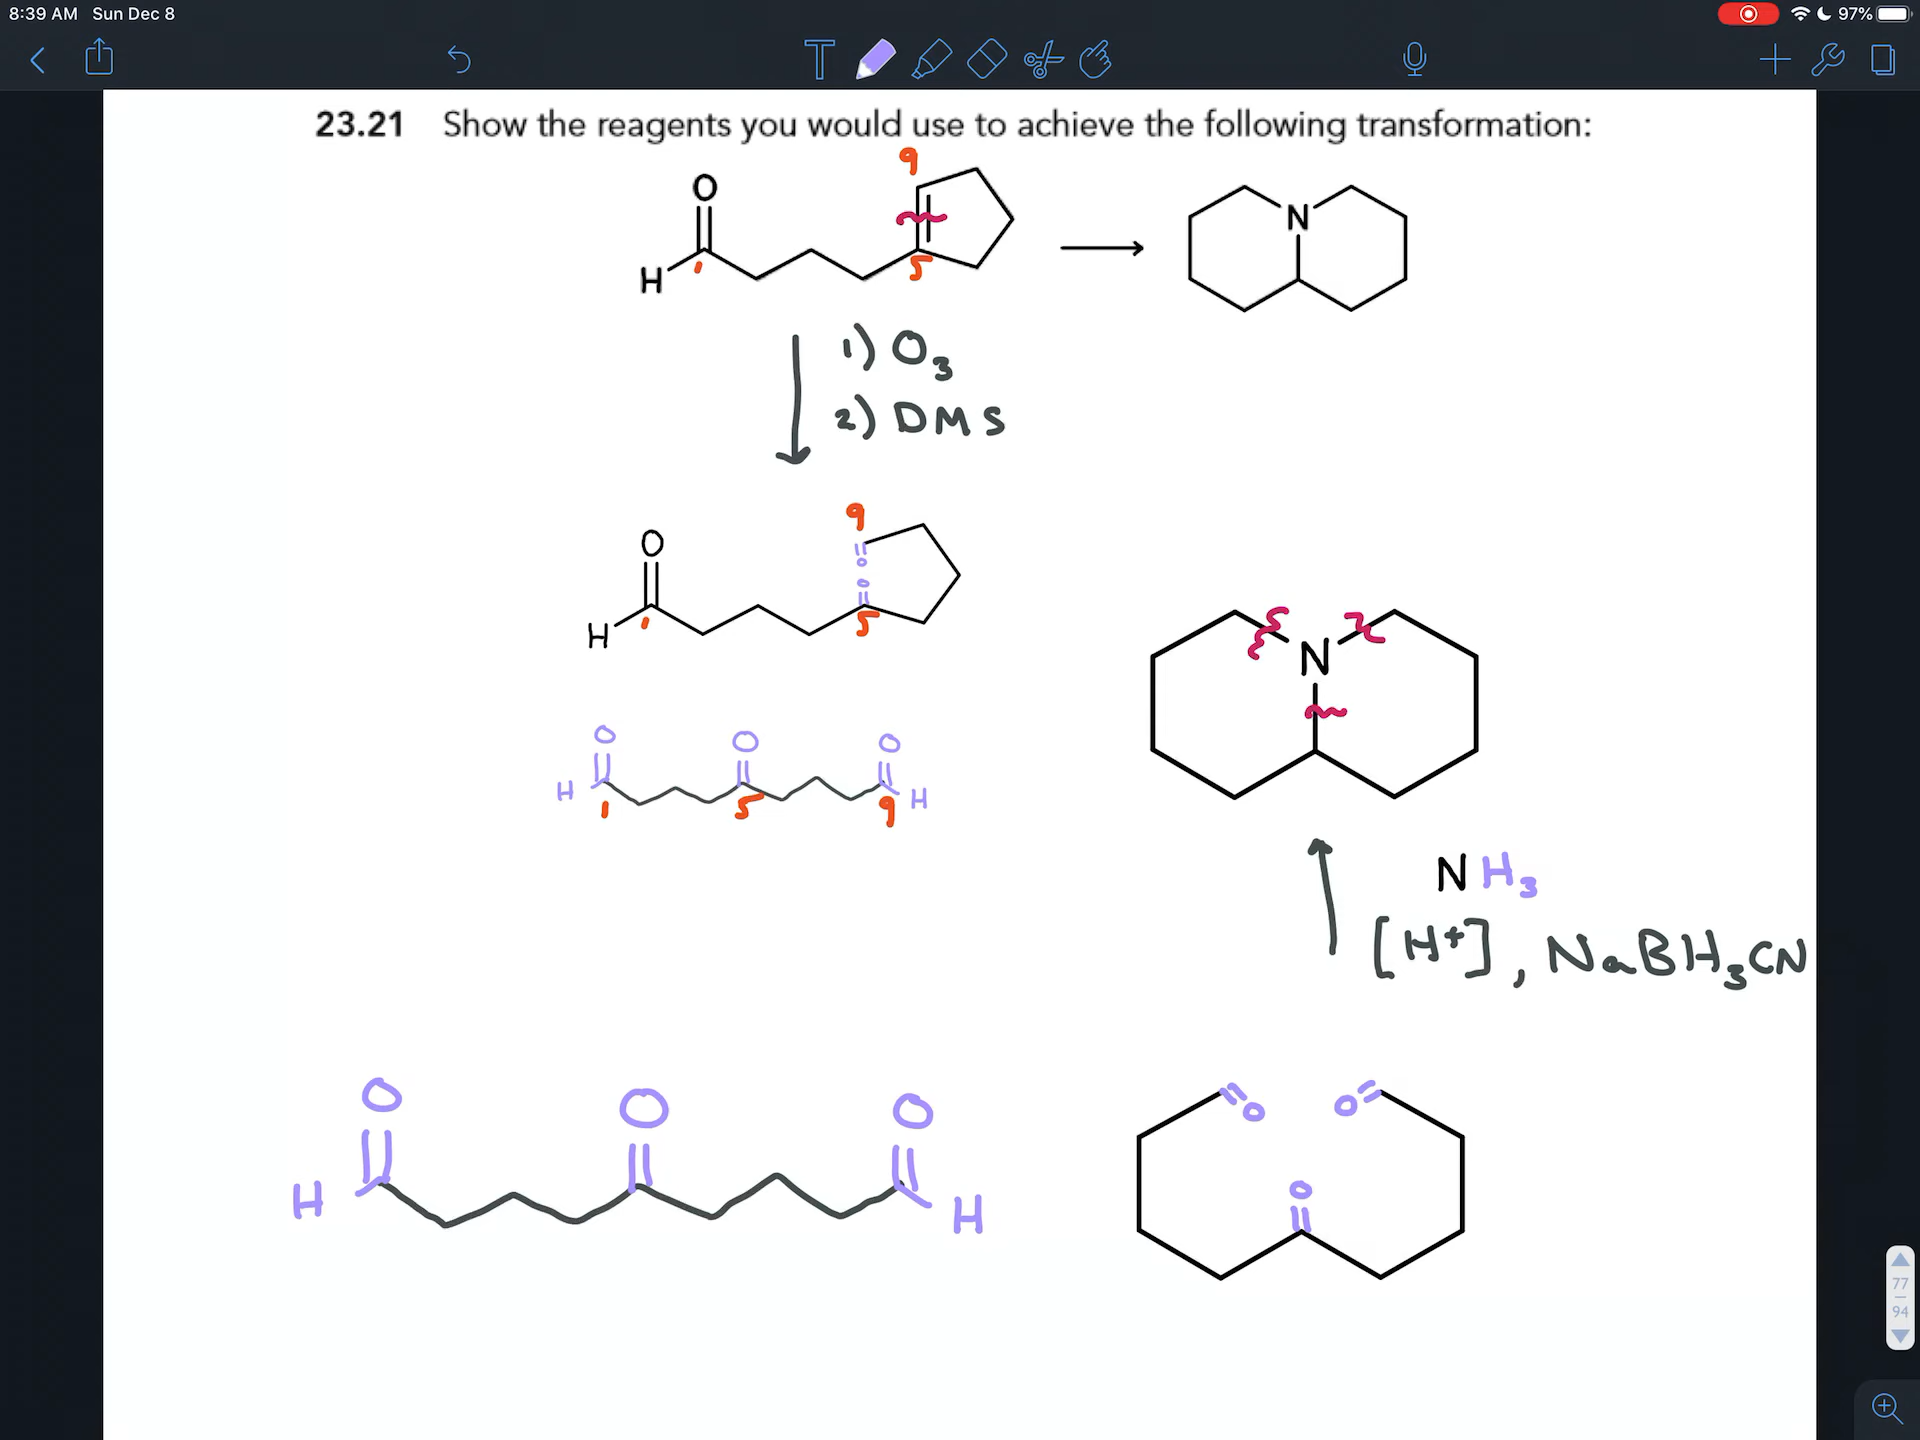 8:39 AM Sun Dec 8
97%
T
23.21 Show the reagents you would use to achieve the following transformation:
9
O
H
1
5
N
1) O3
2) DMS
9
O
O
O
H
1
5
N
O
O
O
H
H
1
5
9
NH3
[H+], NaBH3CN
77
94
O
O
O
H
H
O
O
O